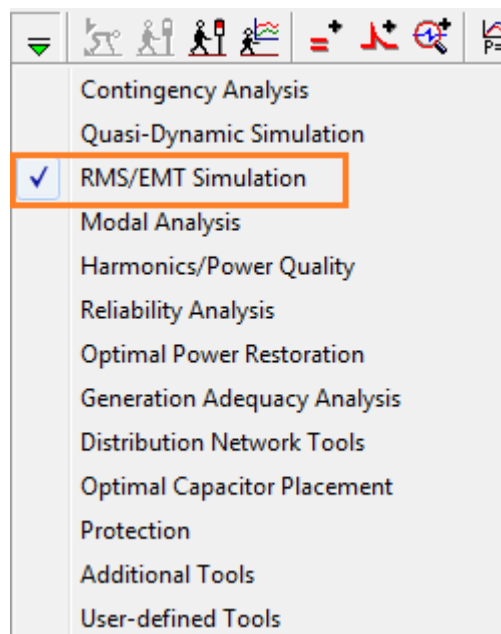 P=
Contingency Analysis
Quasi-Dynamic Simulation
RMS/EMT Simulation
Modal Analysis
Harmonics/Power Quality
Reliability Analysis
Optimal Power Restoration
Generation Adequacy Analysis
Distribution Network Tools
Optimal Capacitor Placement
Protection
Additional Tools
User-defined Tools